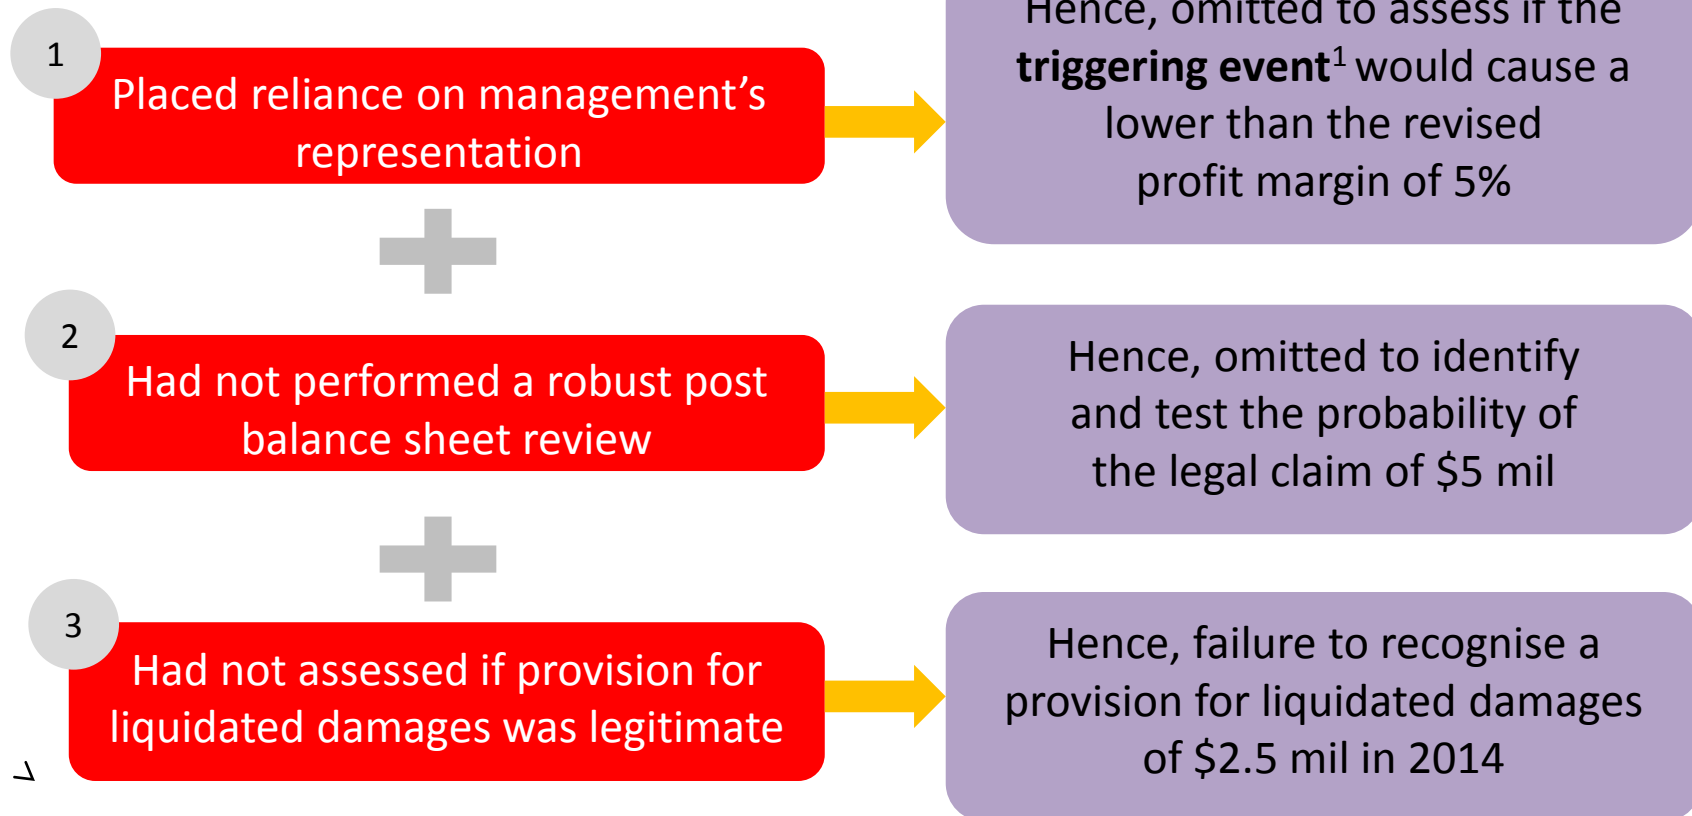 1
Placed reliance on management’s
representation
Hence, omitted to assess if the
triggering event¹ would cause a
lower than the revised
profit margin of 5%
2
Had not performed a robust post
balance sheet review
Hence, omitted to identify
and test the probability of
the legal claim of $5 mil
3
Had not assessed if provision for
liquidated damages was legitimate
Hence, failure to recognise a
provision for liquidated damages
of $2.5 mil in 2014
7